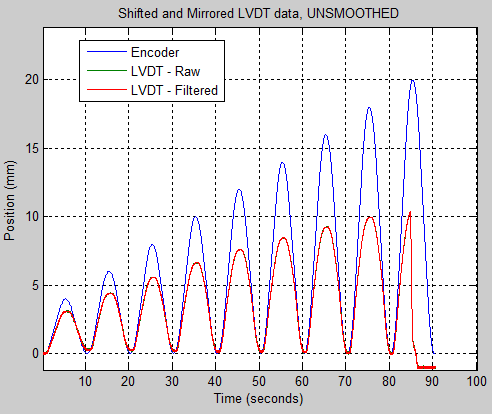 Shifted and Mirrored LVDT data, UNSMOOTHED
Encoder
LVDT - Raw
LVDT - Filtered
Position (mm)
20
15
10
5
0
10 20 30 40 50 60 70 80 90 100
Time (seconds)